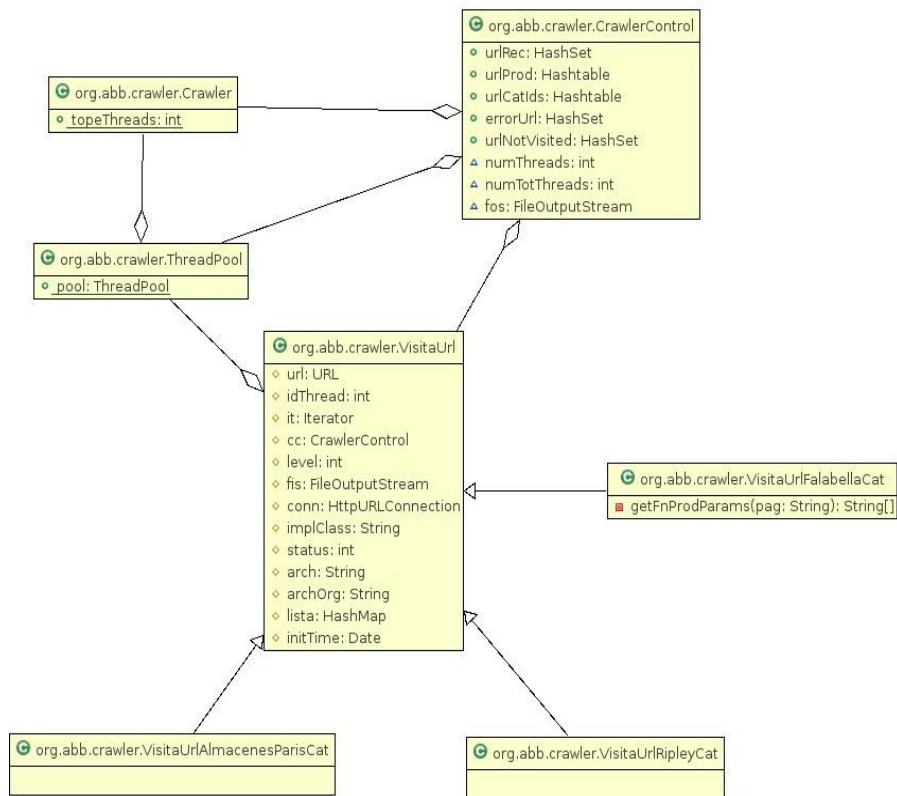 C org.abb.crawler.CrawlerControl
urlRec: HashSet
urlProd: Hashtable
urlCatIds: Hashtable
errorUrl: HashSet
urlNotVisited: HashSet
numThreads: int
numTotThreads: int
fos: FileOutputStream
C org.abb.crawler.Crawler
topeThreads: int
C org.abb.crawler.ThreadPool
pool: ThreadPool
C org.abb.crawler.VisitaUrl
url: URL
idThread: int
it: Iterator
cc: CrawlerControl
level: int
fis: FileOutputStream
conn: HttpURLConnection
implClass: String
status: int
arch: String
archOrg: String
lista: HashMap
initTime: Date
C org.abb.crawler.VisitaUrlFalabellaCat
getFnProdParams(pag: String): String[]
C org.abb.crawler.VisitaUrlAlmacenesParisCat
C org.abb.crawler.VisitaUrlRipleyCat